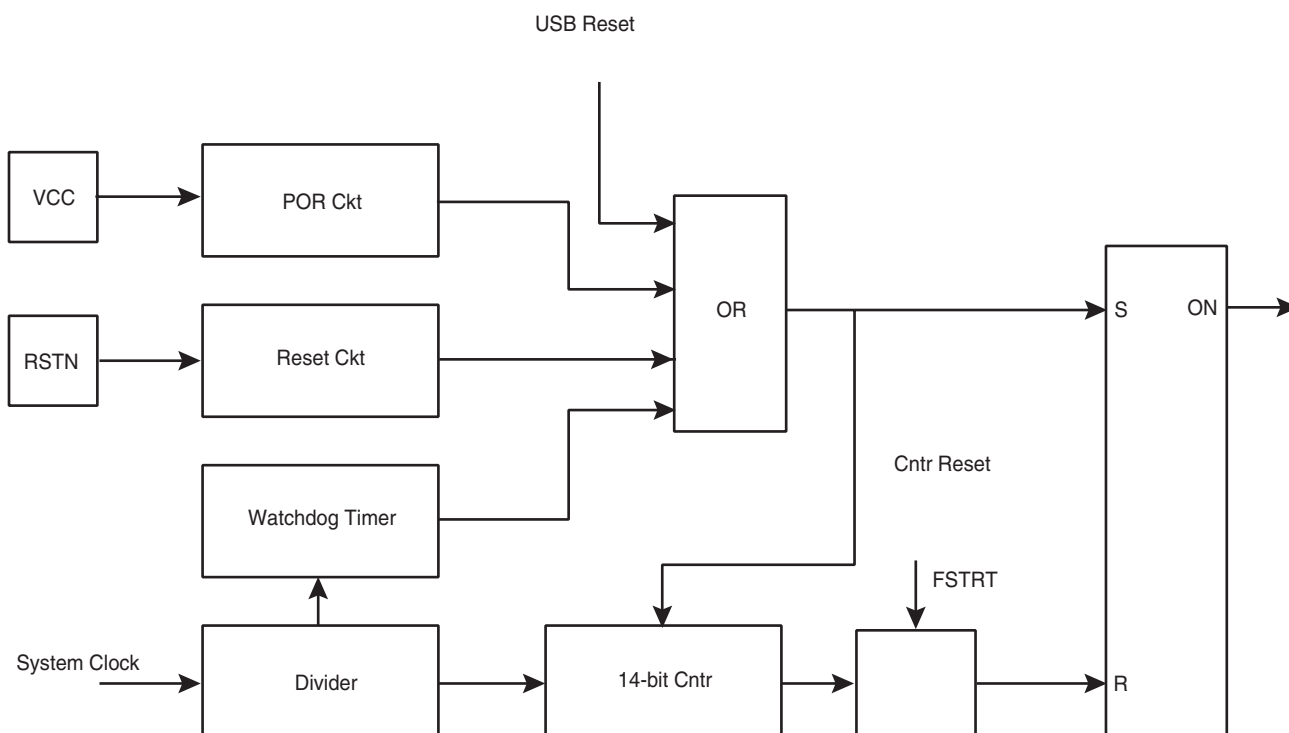 USB Reset
VCC
POR Ckt
RSTN
Reset Ckt
OR
S
ON
Cntr Reset
Watchdog Timer
FSTRT
System Clock
Divider
14-bit Cntr
R